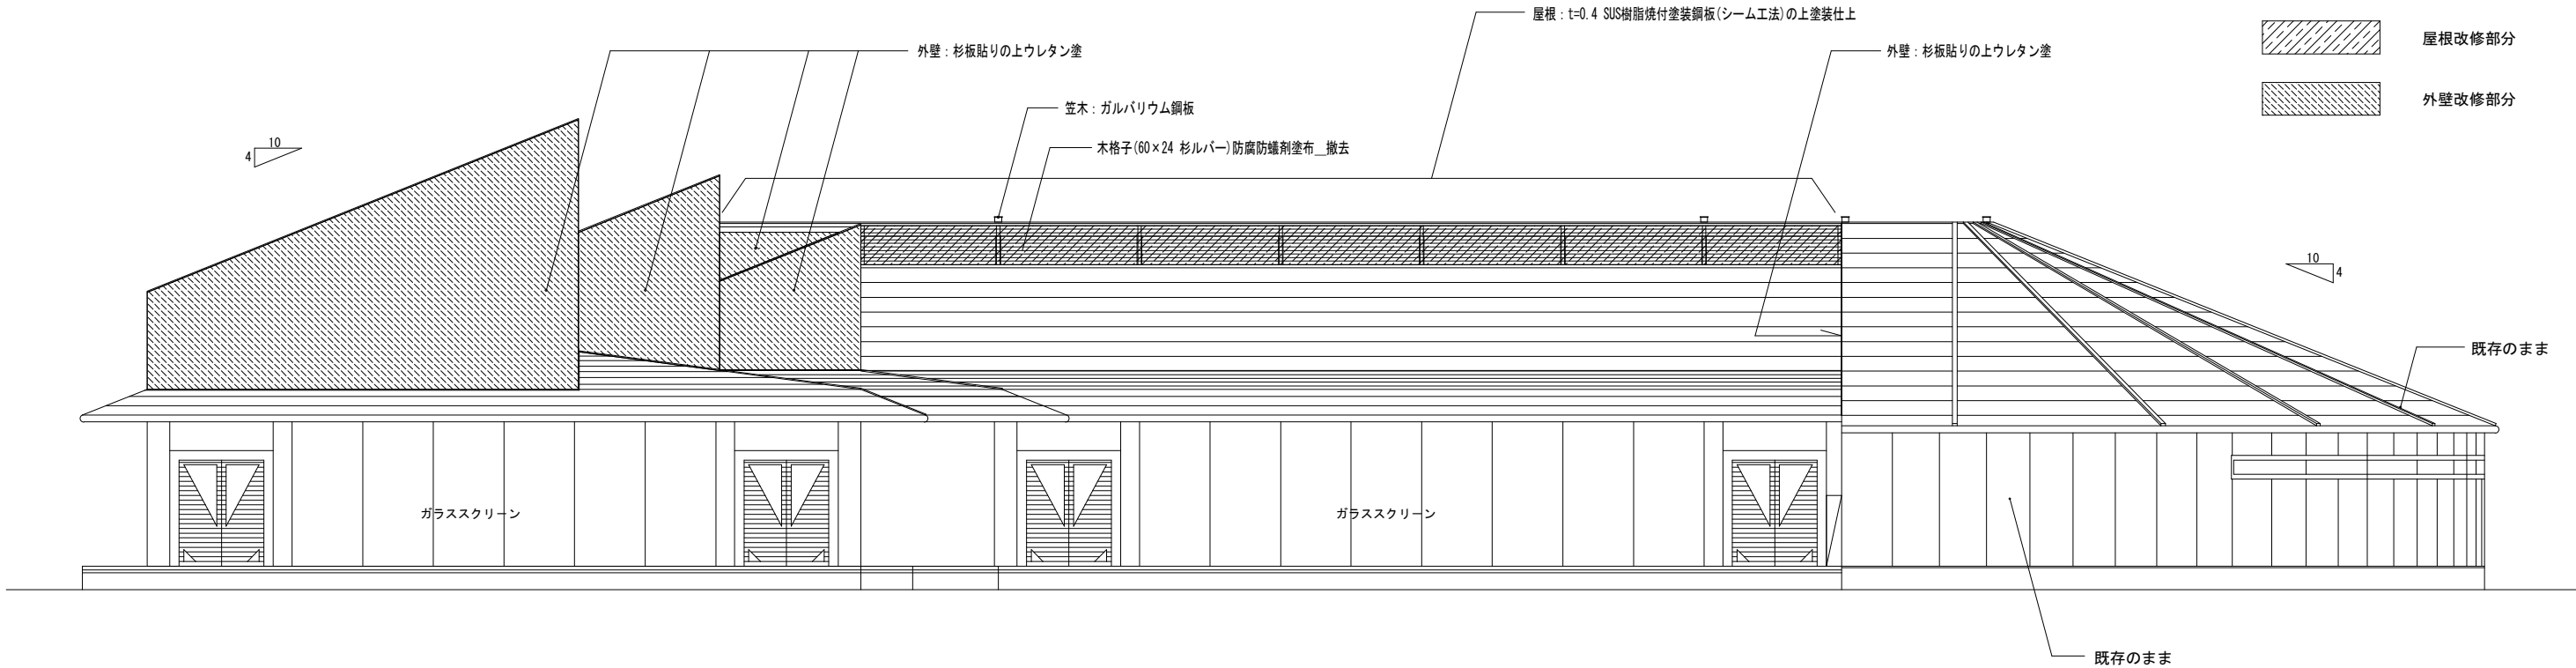 屋根：t=0.4 SUS樹脂焼付塗装鋼板(シーム工法)の上塗装仕上
屋根改修部分
外壁：杉板貼りの上ウレタン塗
外壁：杉板貼りの上ウレタン塗
外壁改修部分
笠木：ガルバリウム鋼板
木格子(60×24 杉ルバー)防腐防蟻剤塗布__撤去
10
4
10
4
既存のまま
ガラススクリーン
ガラススクリーン
既存のまま